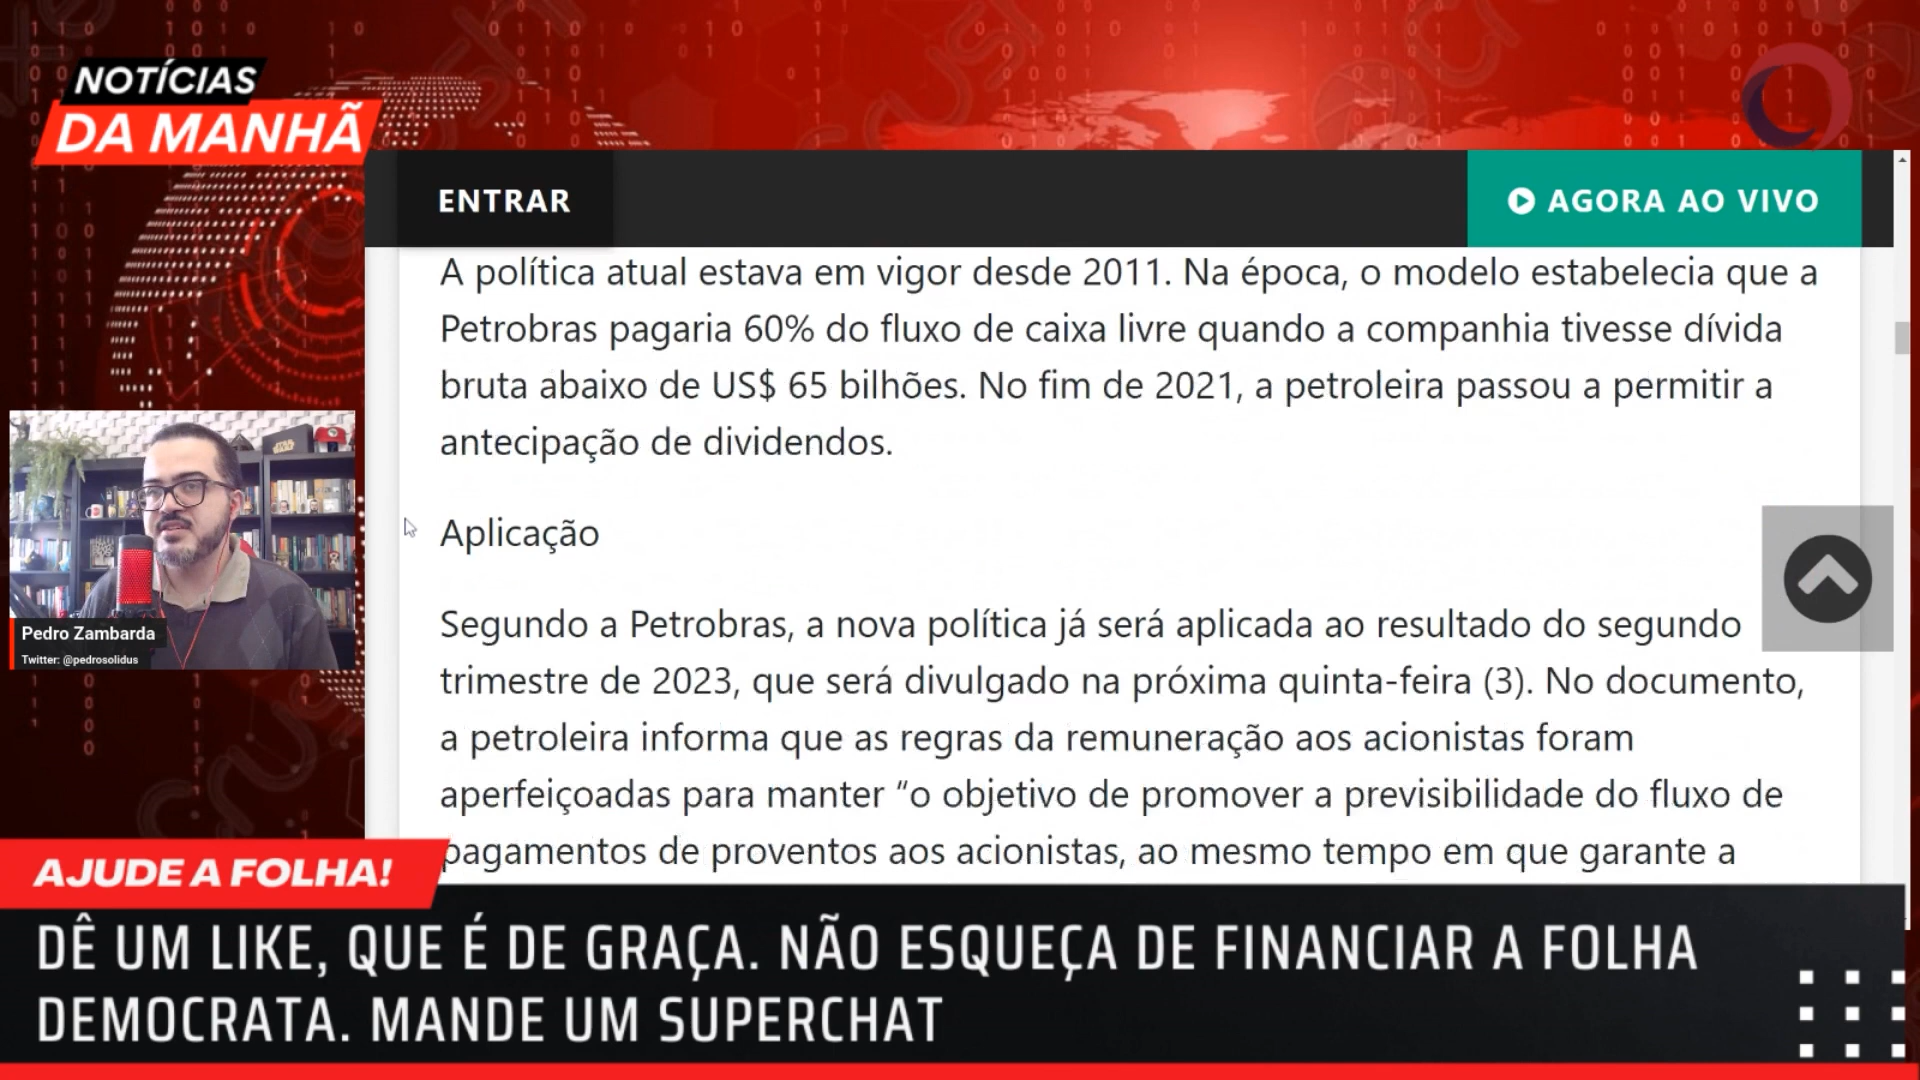 NOTÍCIAS
DA MANHÃ
ENTRAR
AGORA AO VIVO
A política atual estava em vigor desde 2011. Na época, o modelo estabelecia que a
Petrobras pagaria 60% do fluxo de caixa livre quando a companhia tivesse dívida
bruta abaixo de US$ 65 bilhões. No fim de 2021, a petroleira passou a permitir a
antecipação de dividendos.
Aplicação
Segundo a Petrobras, a nova política já será aplicada ao resultado do segundo
trimestre de 2023, que será divulgado na próxima quinta-feira (3). No documento,
a petroleira informa que as regras da remuneração aos acionistas foram
aperfeiçoadas para manter “o objetivo de promover a previsibilidade do fluxo de
pagamentos de proventos aos acionistas, ao mesmo tempo em que garante a
Pedro Zambarda
Twitter: @pedrosolidus
AJUDE A FOLHA!
DÊ UM LIKE, QUE É DE GRAÇA. NÃO ESQUEÇA DE FINANCIAR A FOLHA
DEMOCRATA. MANDE UM SUPERCHAT